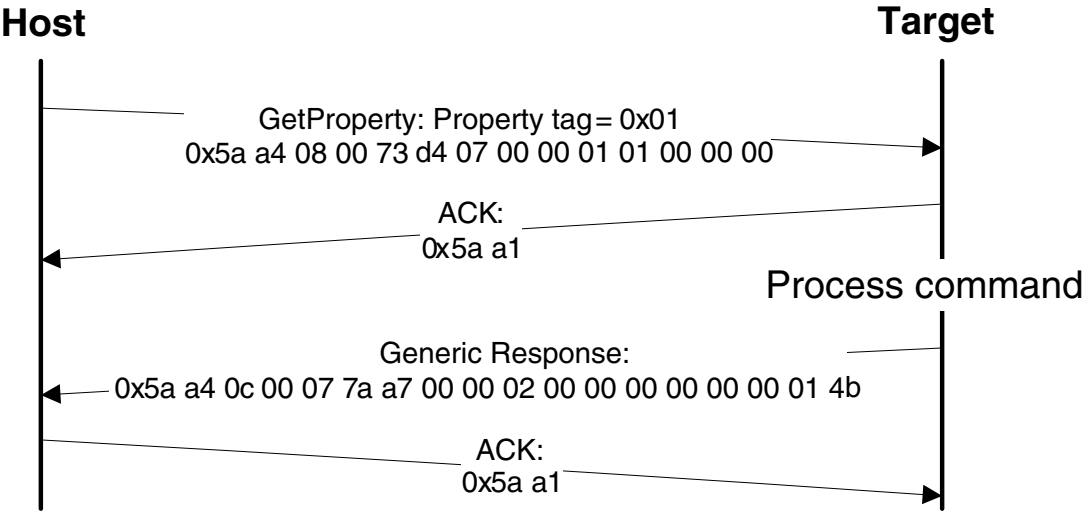 Host
Target
GetProperty: Property tag = 0x01
0x5a a4 08 00 73 d4 07 00 00 01 01 00 00 00
ACK:
0x5a a1
Process command
Generic Response:
0x5a a4 0c 00 07 7a a7 00 00 02 00 00 00 00 00 00 01 4b
ACK:
0x5a a1